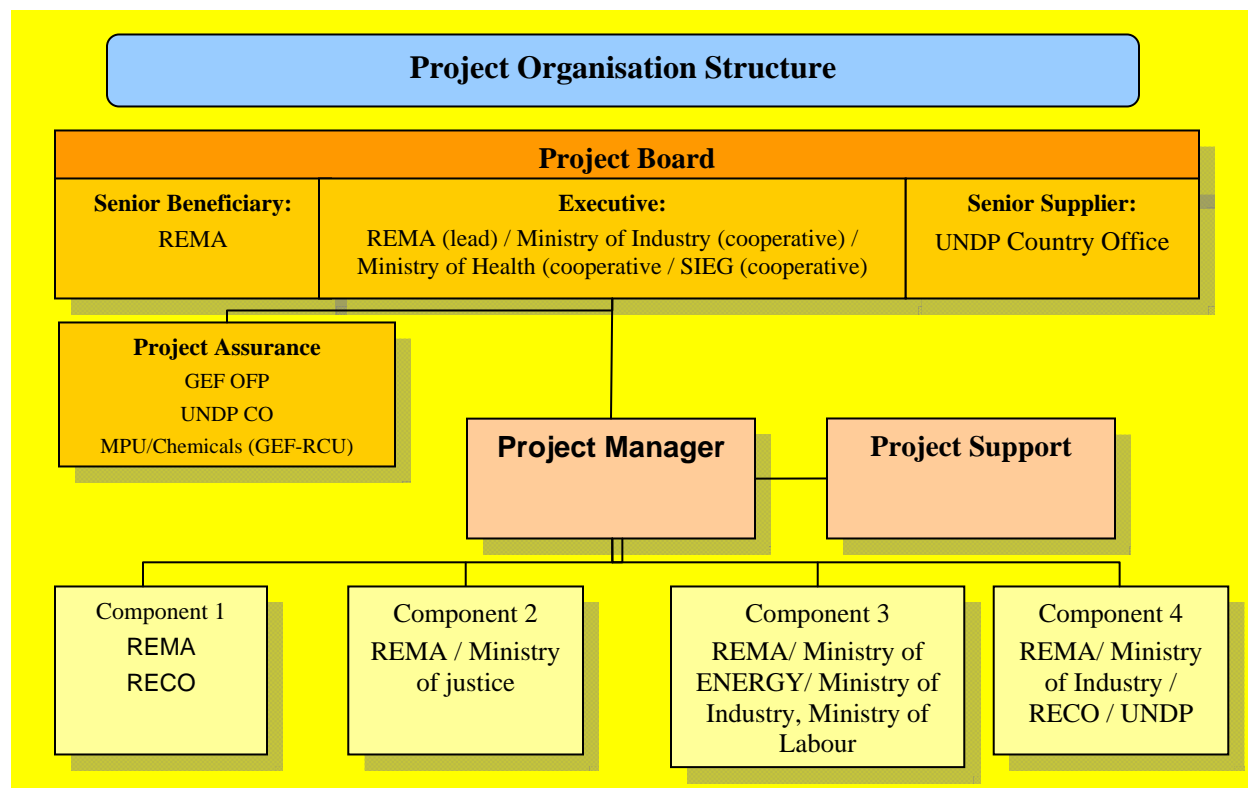 Project Organisation Structure
Project Board
Senior Beneficiary:
REMA
Executive:
REMA (lead) / Ministry of Industry (cooperative) /
Ministry of Health (cooperative / SIEG (cooperative)
Senior Supplier:
UNDP Country Office
Project Assurance
GEF OFP
UNDP CO
MPU/Chemicals (GEF-RCU)
Project Manager
Project Support
Component 1
REMA
RECO
Component 2
REMA / Ministry
of justice
Component 3
REMA/ Ministry of
ENERGY/ Ministry of
Industry, Ministry of
Labour
Component 4
REMA/ Ministry
of Industry /
RECO / UNDP